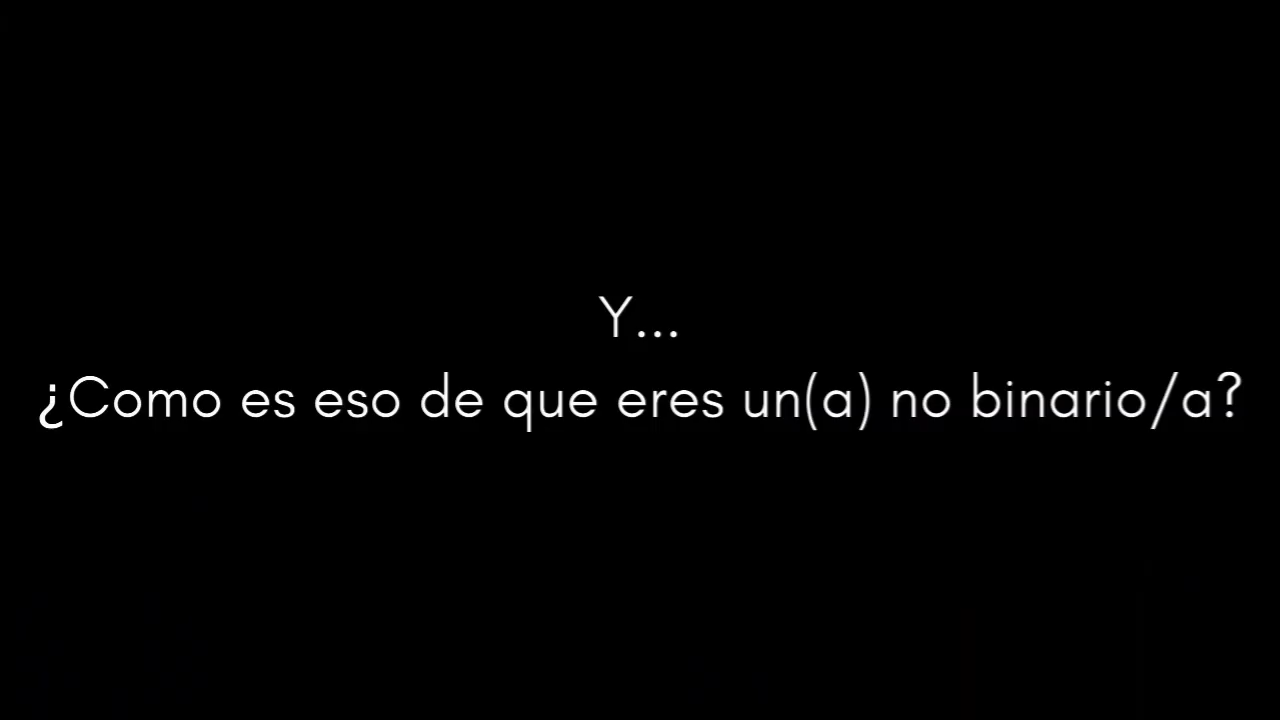 Y...
¿Como es eso de que eres un(a) no binario/a?